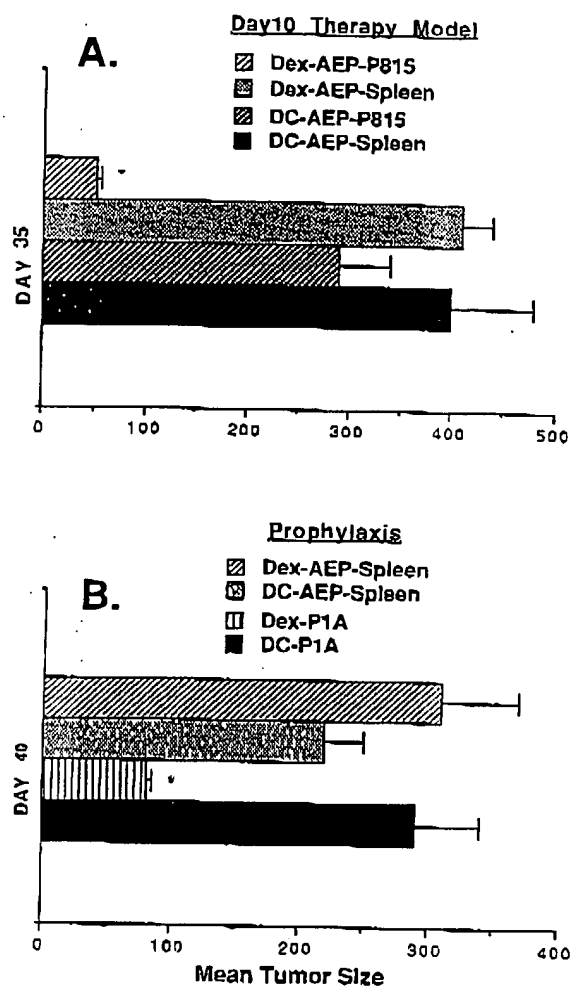 Day10 Therapy Model
A.
Dex-AEP-P815
Dex-AEP-Spleen
DC-AEP-P815
DC-AEP-Spleen
DAY 35
0 100 200 300 400 500
Prophylaxis
Dex-AEP-Spleen
B.
DC-AEP-Spleen
Dex-P1A
DC-P1A
*
DAY 40
0 100 200 300 400
Mean Tumor Size